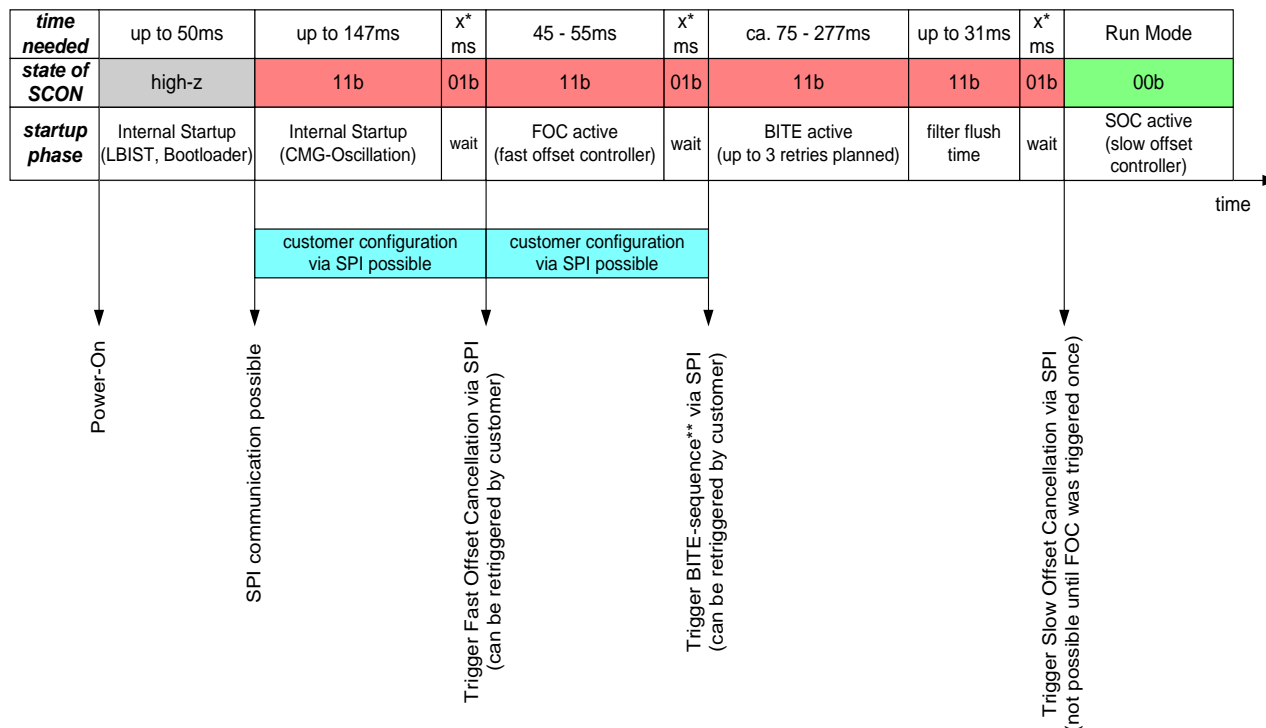 time needed
up to 50ms
up to 147ms
x* ms
45 - 55ms
x* ms
ca. 75 - 277ms
up to 31ms
x* ms
Run Mode
state of SCON
high-z
11b
01b
11b
01b
11b
11b
01b
00b
startup phase
Internal Startup
(LBIST, Bootloader)
Internal Startup
(CMG-Oscillation)
wait
FOC active
(fast offset controller)
wait
BITE active
(up to 3 retries planned)
filter flush
time
wait
SOC active
(slow offset
controller)
time
customer configuration
via SPI possible
customer configuration
via SPI possible
Power-On
SPI communication possible
Trigger Fast Offset Cancellation via SPI
(can be retriggered by customer)
Trigger BITE-sequence** via SPI
(can be retriggered by customer)
Trigger Slow Offset Cancellation via SPI
(not possible until FOC was triggered once)